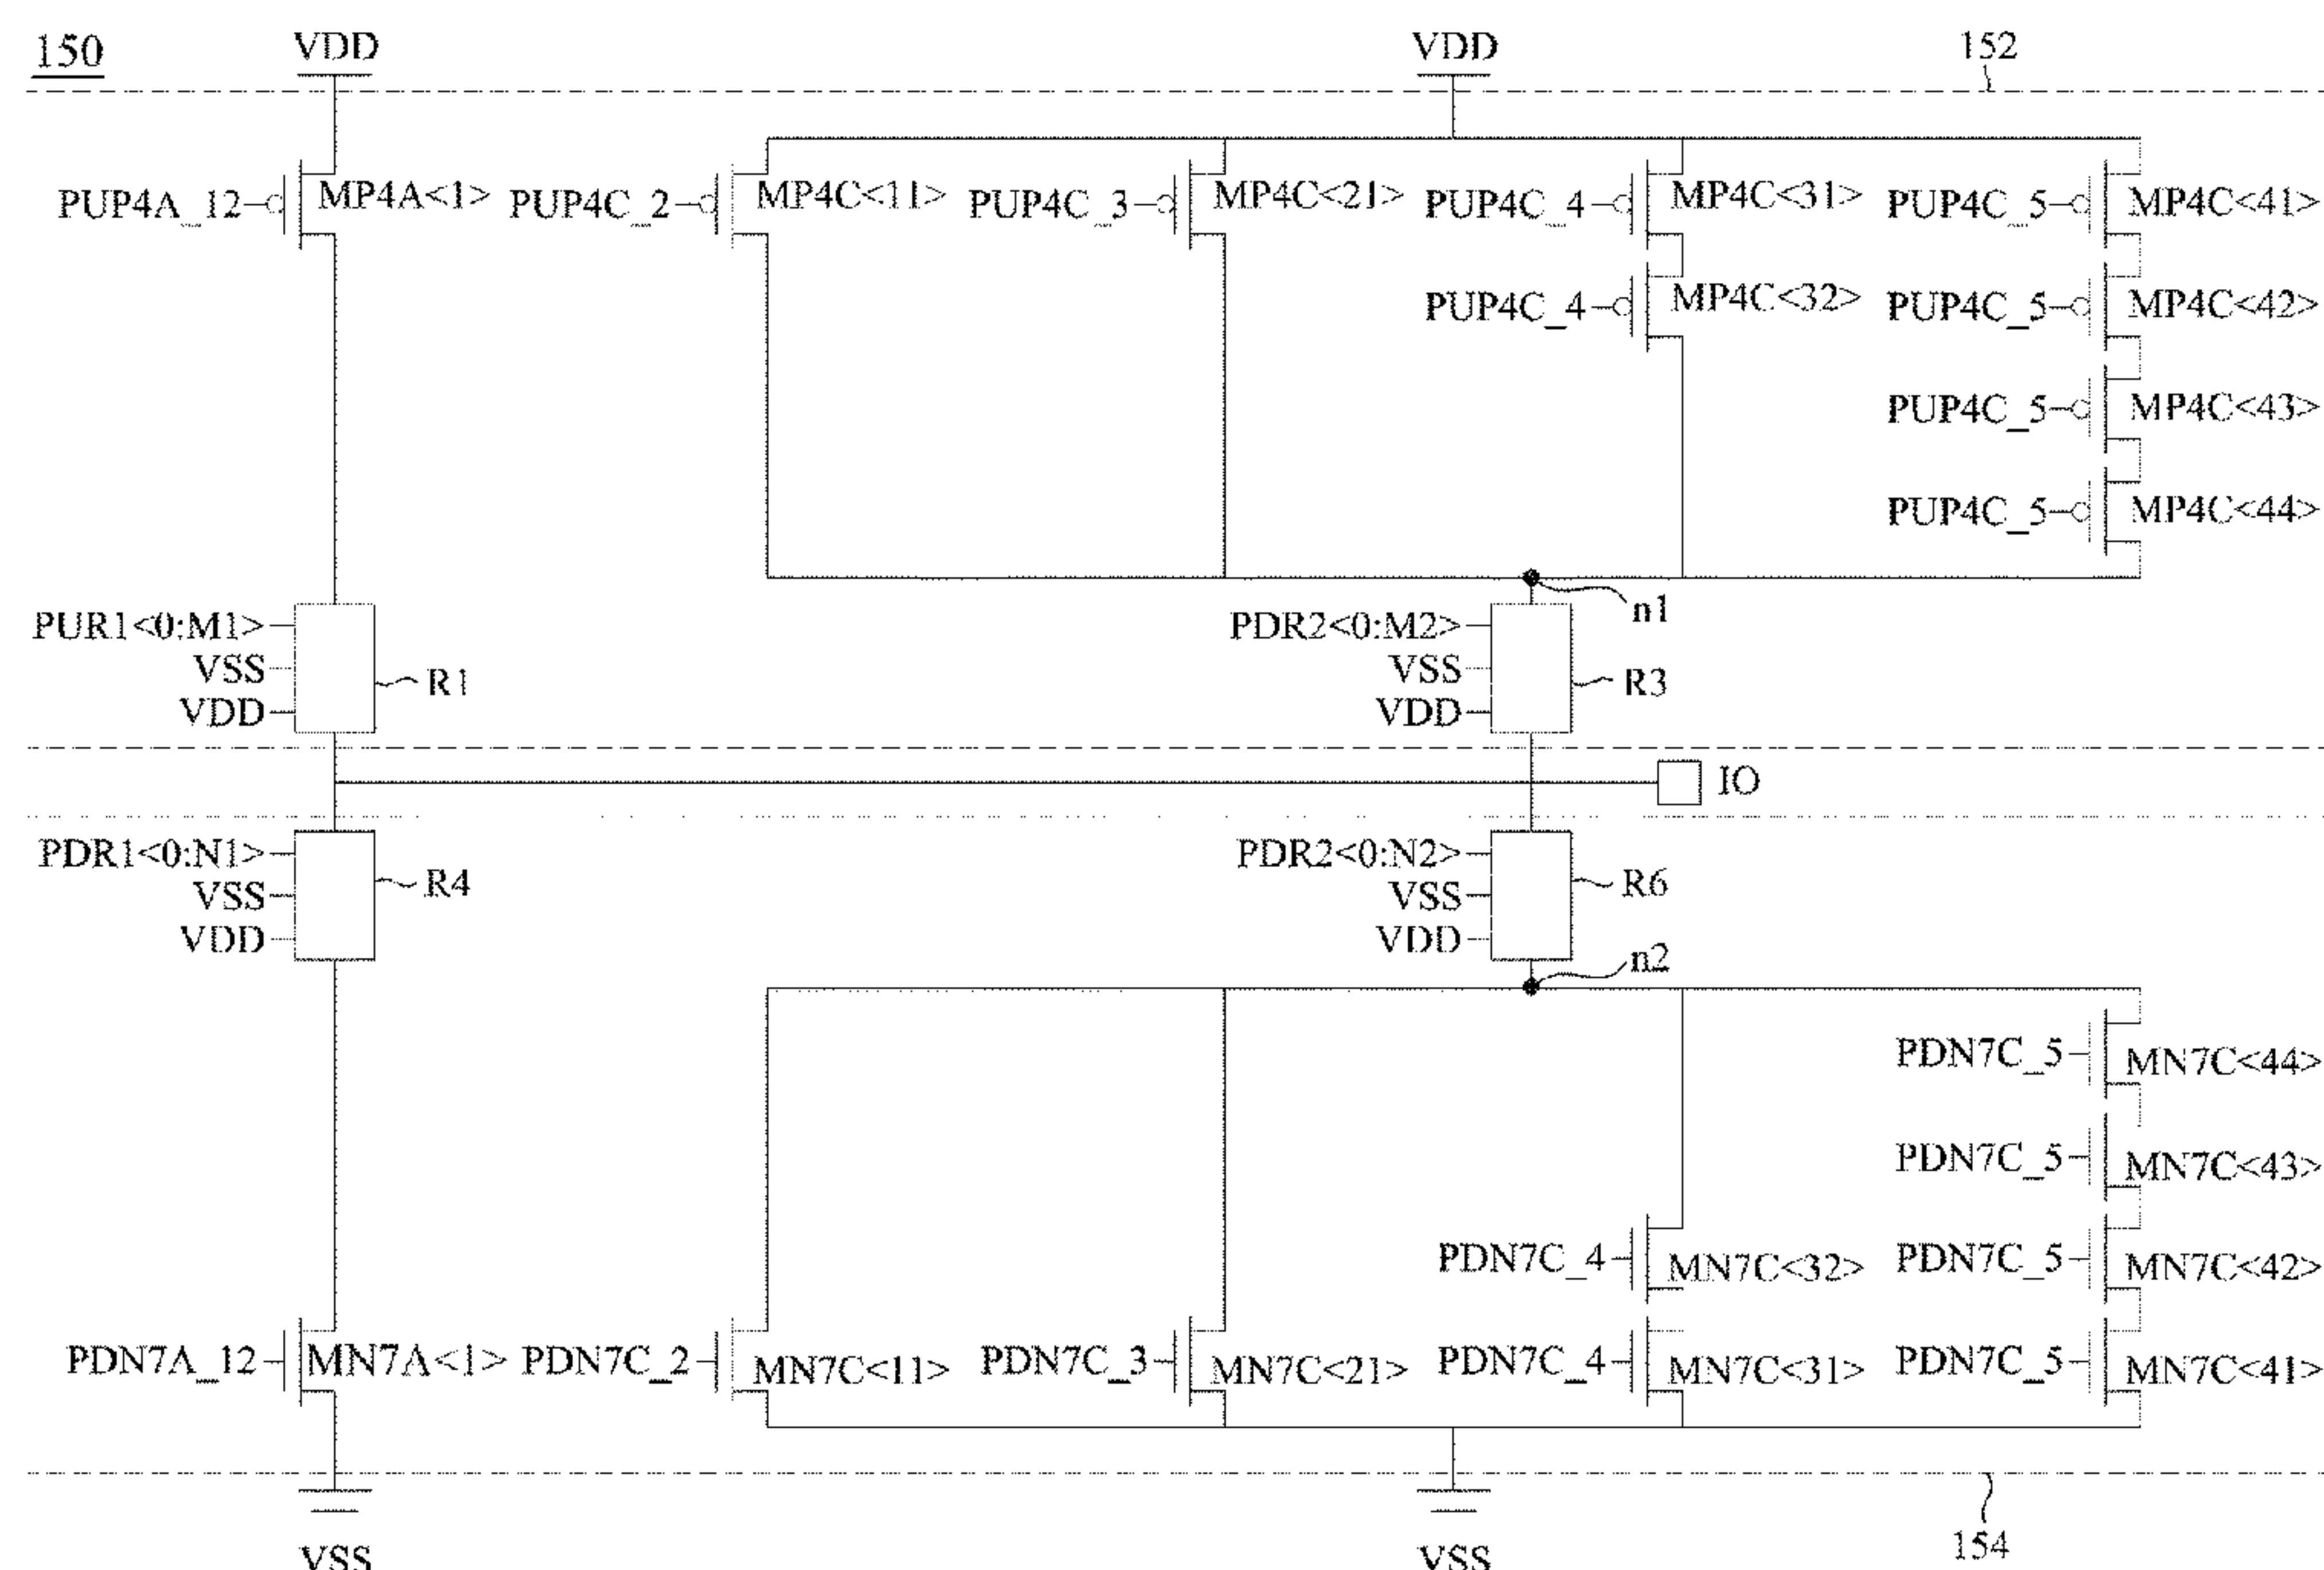 150 VDD VDD 152
PUP4A_12 MP4A<1> PUP4C_2 MP4C<11> PUP4C_3 MP4C<21> PUP4C_4 MP4C<31> PUP4C_5 MP4C<41>
PUP4C_4 MP4C<32> PUP4C_5 MP4C<42>
PUP4C_5 MP4C<43>
PUP4C_5 MP4C<44>
n1
PUR1<0:M1> PDR2<0:M2>
VSS VSS
R1 R3
VDD VDD
IO
PDR1<0:N1> PDR2<0:N2>
R4 R6
VSS VSS
VDD VDD
n2
PDN7C_5 MN7C<44>
PDN7C_5 MN7C<43>
PDN7C_4 MN7C<32> PDN7C_5 MN7C<42>
PDN7A_12 MN7A<1> PDN7C_2 MN7C<11> PDN7C_3 MN7C<21> PDN7C_4 MN7C<31> PDN7C_5 MN7C<41>
VSS VSS 154